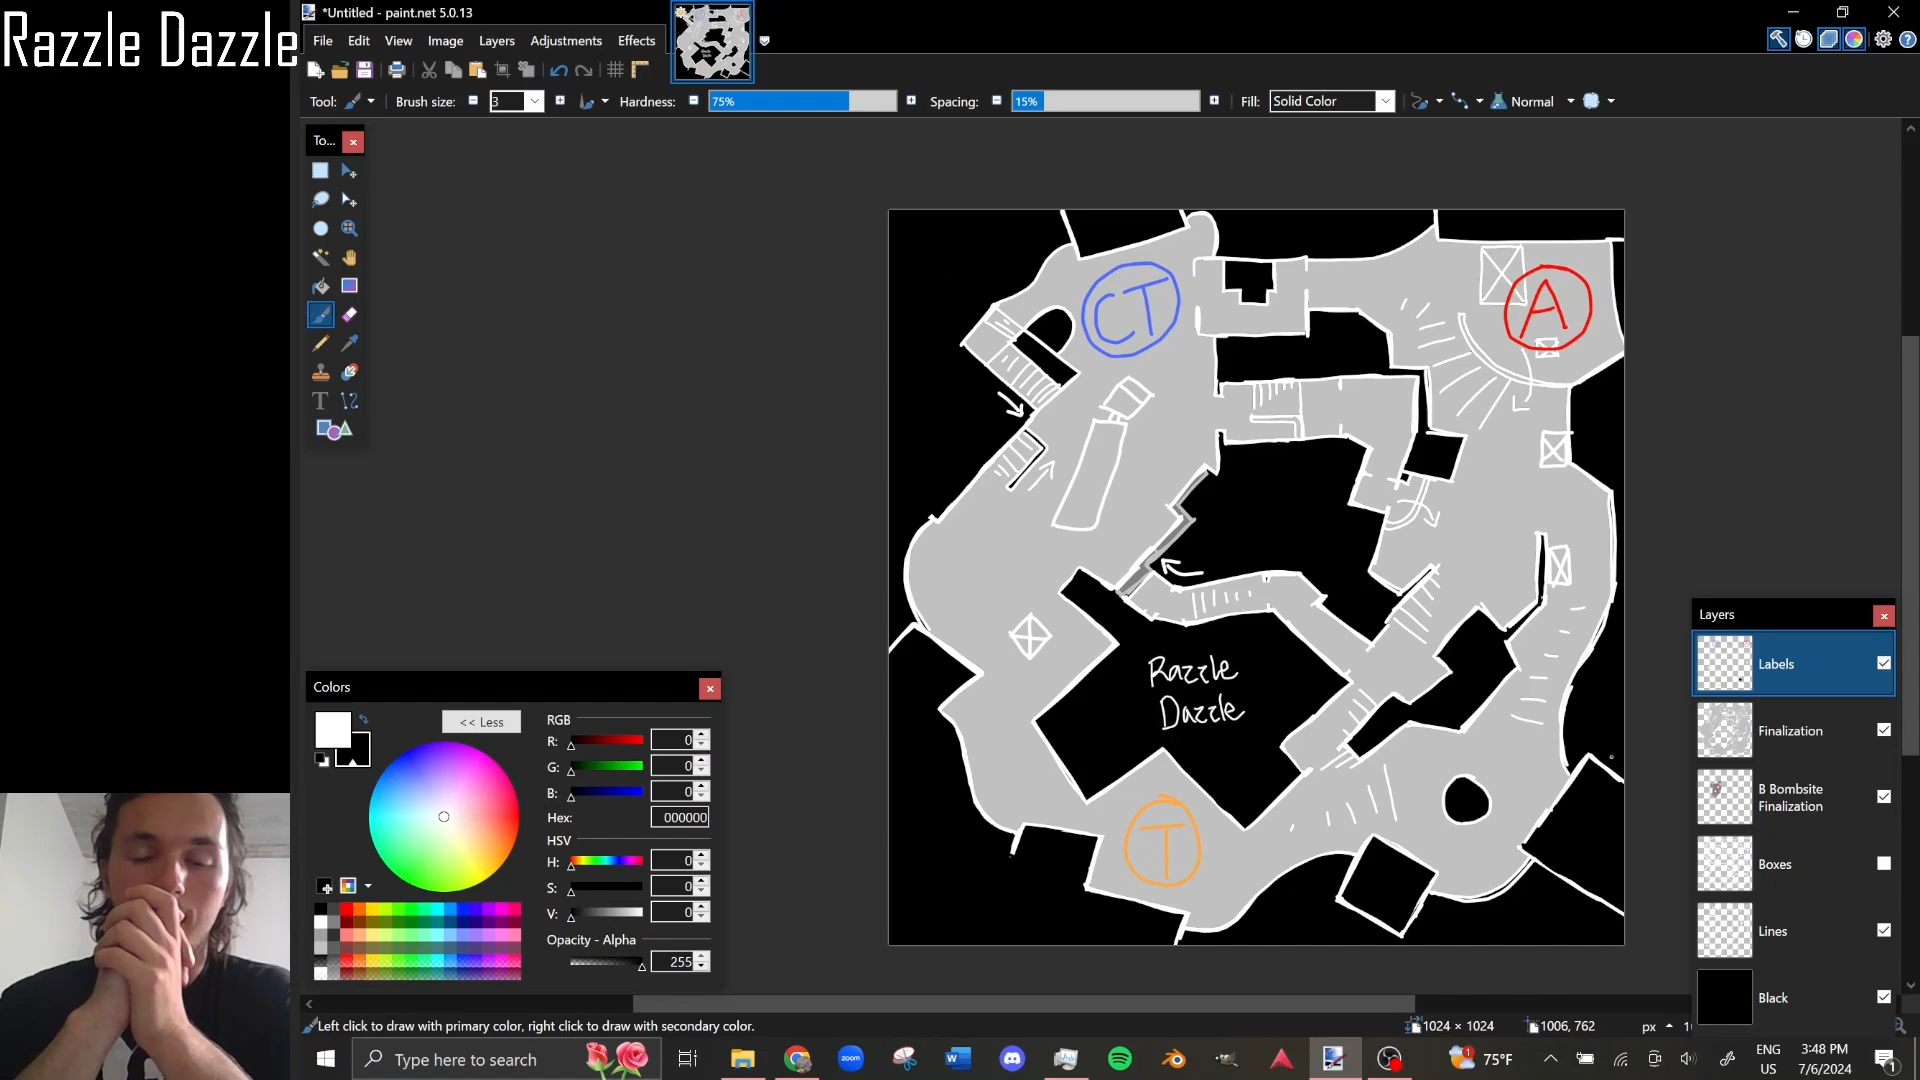 Razzle Dazzle
*Untitled - paint.net 5.0.13
File Edit View Image Layers Adjustments Effects
Tool: Brush size: 3 Hardness: 75% Spacing: 15% Fill: Solid Color Normal
To...
CT
A
Razzle
Dazzle
T
Colors
<< Less
RGB
R: 0
G: 0
B: 0
Hex: 000000
HSV
H: 0
S: 0
V: 0
Opacity - Alpha
255
Layers
Labels
Finalization
B Bombsite
Finalization
Boxes
Lines
Black
Left click to draw with primary color, right click to draw with secondary color.
1024 × 1024
1006, 762
px
Type here to search
zoom
1
75°F
ENG
US
3:48 PM
7/6/2024
1